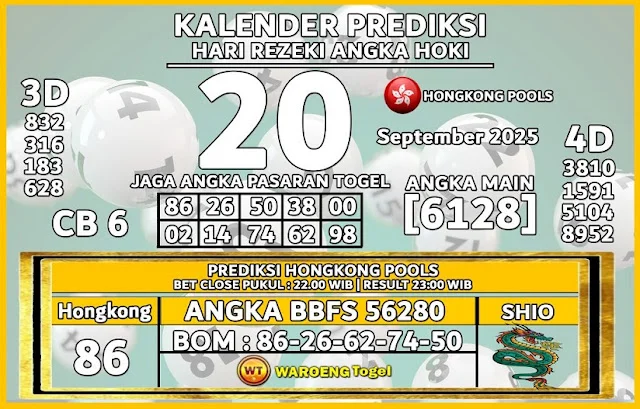 KALENDER PREDIKSI
HARI REZEKI ANGKA HOKI
3D
832
316
183
628
CB 6
20
HONGKONG POOLS
September 2025
JAGA ANGKA PASARAN TOGEL
86 26 50 38 00
02 14 74 62 98
ANGKA MAIN
[6128]
4D
3810
1591
5104
8952
PREDIKSI HONGKONG POOLS
BET CLOSE PUKUL : 22.00 WIB | RESULT 23:00 WIB
Hongkong
86
ANGKA BBFS 56280
BOM : 86-26-62-74-50
WT WAROENG Togel
SHIO